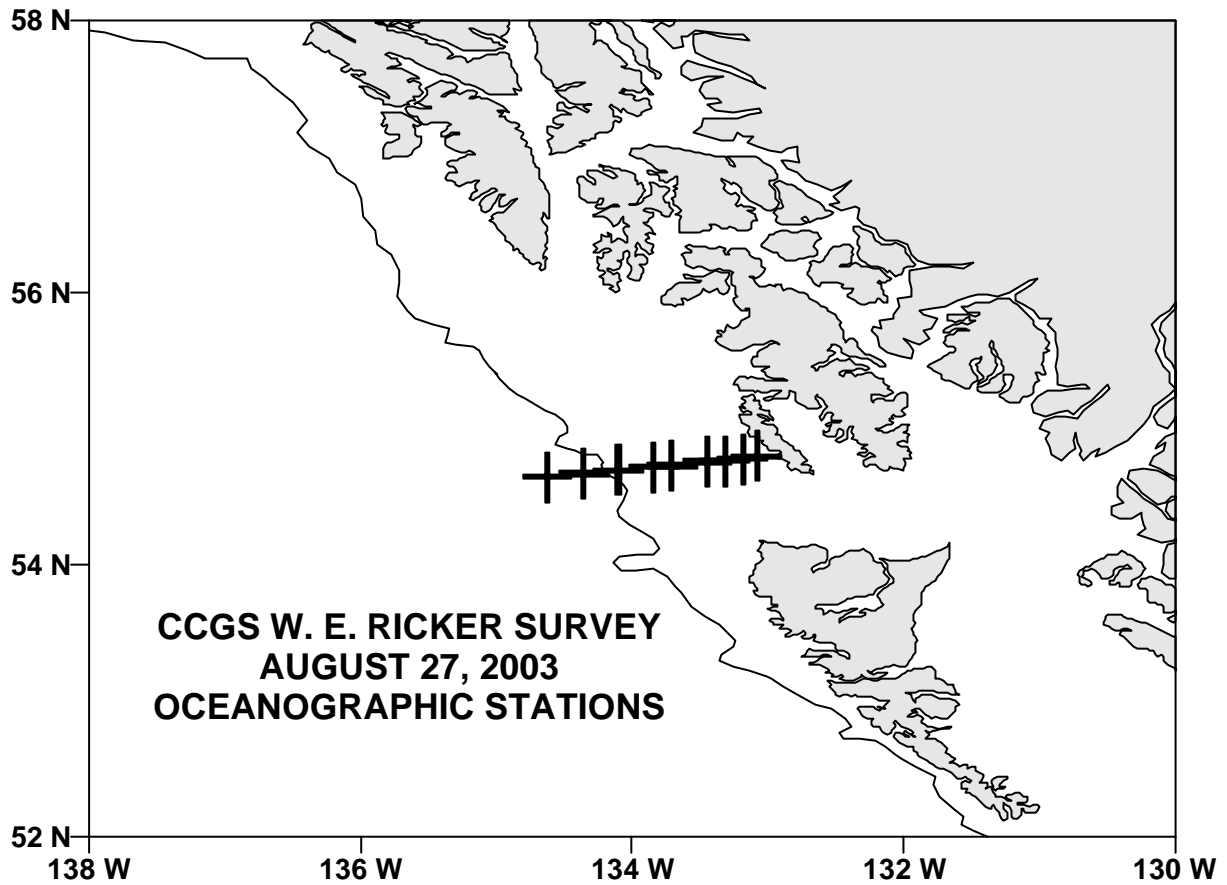 58 N
56 N
54 N
CCGS W. E. RICKER SURVEY
AUGUST 27, 2003
OCEANOGRAPHIC STATIONS
52 N
138 W 136 W 134 W 132 W 130 W